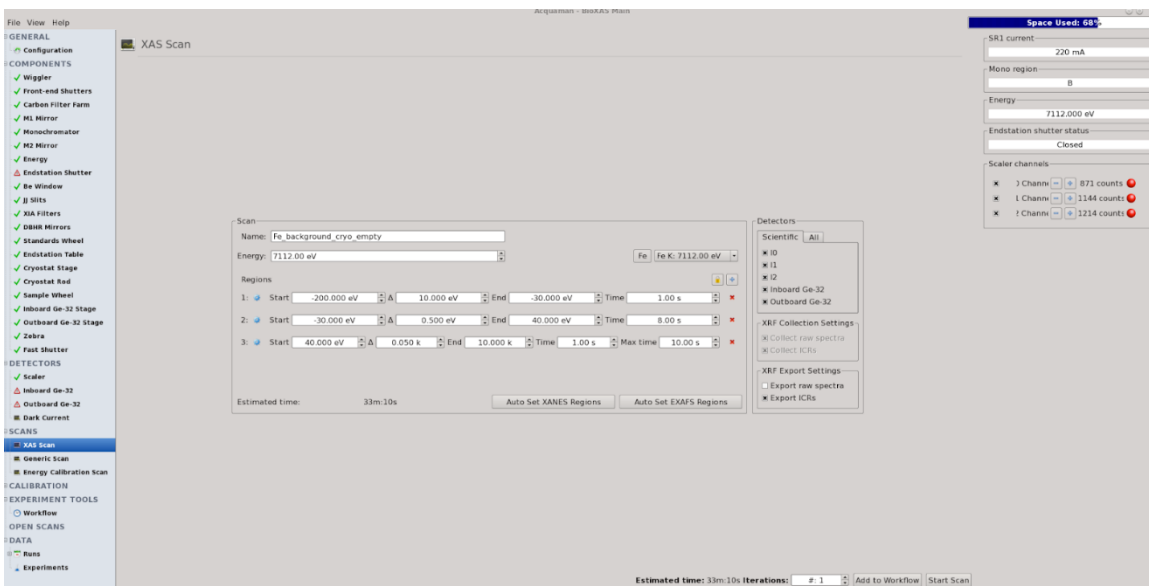 Acquaman - BioXAS Main
File View Help
GENERAL
Configuration
COMPONENTS
Wiggler
Front-end Shutters
Carbon Filter Farm
M1 Mirror
Monochromator
M2 Mirror
Energy
Endstation Shutter
Be Window
JJ Slits
XIA Filters
DBHR Mirrors
Standards Wheel
Endstation Table
Cryostat Stage
Cryostat Rod
Sample Wheel
Inboard Ge-32 Stage
Outboard Ge-32 Stage
Zebra
Fast Shutter
DETECTORS
Scaler
Inboard Ge-32
Outboard Ge-32
Dark Current
SCANS
XAS Scan
Generic Scan
Energy Calibration Scan
CALIBRATION
EXPERIMENT TOOLS
Workflow
OPEN SCANS
DATA
Runs
Experiments
XAS Scan
Scan
Name: Fe_background_cryo_empty
Energy: 7112.00 eV Fe Fe K: 7112.00 eV
Regions
1: Start -200.000 eV Δ 10.000 eV End -30.000 eV Time 1.00 s
2: Start -30.000 eV Δ 0.500 eV End 40.000 eV Time 8.00 s
3: Start 40.000 eV Δ 0.050 k End 10.000 k Time 1.00 s Max time 10.00 s
Estimated time: 33m:10s Auto Set XANES Regions Auto Set EXAFS Regions
Detectors
Scientific All
I0
I1
I2
Inboard Ge-32
Outboard Ge-32
XRF Collection Settings
Collect raw spectra
Collect ICRs
XRF Export Settings
Export raw spectra
Export ICRs
Space Used: 68%
SR1 current
220 mA
Mono region
B
Energy
7112.000 eV
Endstation shutter status
Closed
Scaler channels
871 counts
1144 counts
1214 counts
Estimated time: 33m:10s Iterations: #: 1 Add to Workflow Start Scan